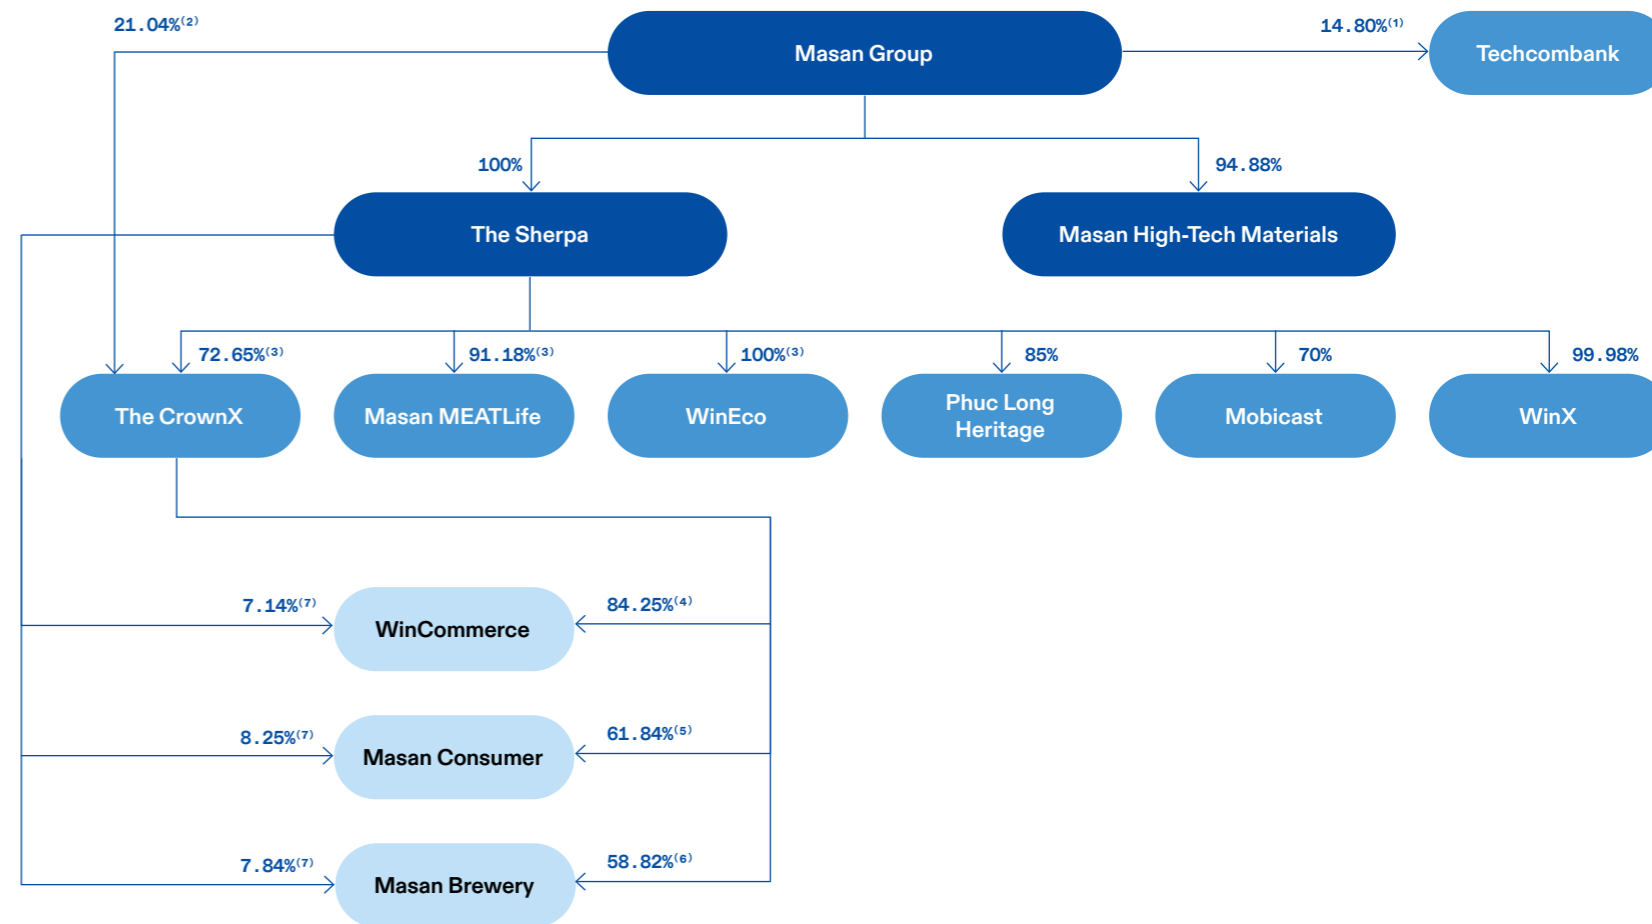 21.04%(2)
Masan Group
14.80%(1)
Techcombank
100%
94.88%
The Sherpa
Masan High-Tech Materials
72.65%(3)
91.18%(3)
100%(3)
85%
70%
99.98%
The CrownX
Masan MEATLife
WinEco
Phuc Long
Heritage
Mobicast
WinX
7.14%(7)
WinCommerce
84.25%(4)
8.25%(7)
Masan Consumer
61.84%(5)
7.84%(7)
Masan Brewery
58.82%(6)